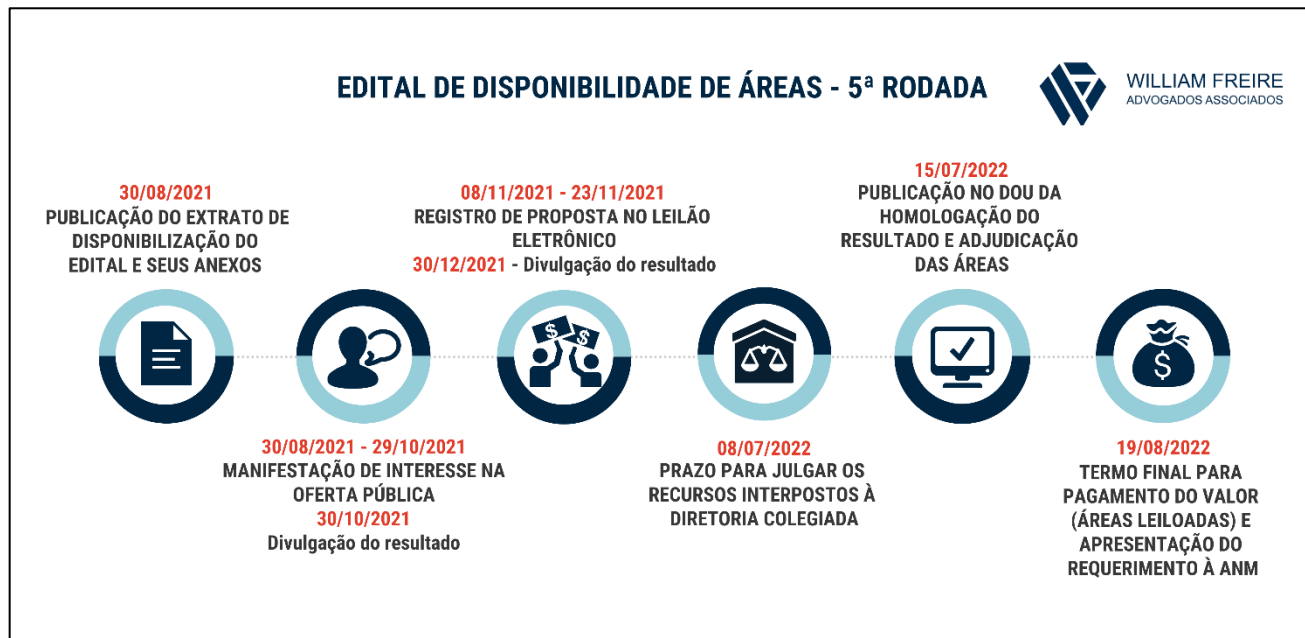 EDITAL DE DISPONIBILIDADE DE ÁREAS - 5ª RODADA
WILLIAM FREIRE
ADVOGADOS ASSOCIADOS
30/08/2021
PUBLICAÇÃO DO EXTRATO DE
DISPONIBILIZAÇÃO DO
EDITAL E SEUS ANEXOS
30/08/2021 - 29/10/2021
MANIFESTAÇÃO DE INTERESSE NA
OFERTA PÚBLICA
30/10/2021
Divulgação do resultado
08/11/2021 - 23/11/2021
REGISTRO DE PROPOSTA NO LEILÃO
ELETRÔNICO
30/12/2021 - Divulgação do resultado
$ $
08/07/2022
PRAZO PARA JULGAR OS
RECURSOS INTERPOSTOS À
DIRETORIA COLEGIADA
15/07/2022
PUBLICAÇÃO NO DOU DA
HOMOLOGAÇÃO DO
RESULTADO E ADJUDICAÇÃO
DAS ÁREAS
$
19/08/2022
TERMO FINAL PARA
PAGAMENTO DO VALOR
(ÁREAS LEILOADAS) E
APRESENTAÇÃO DO
REQUERIMENTO À ANM